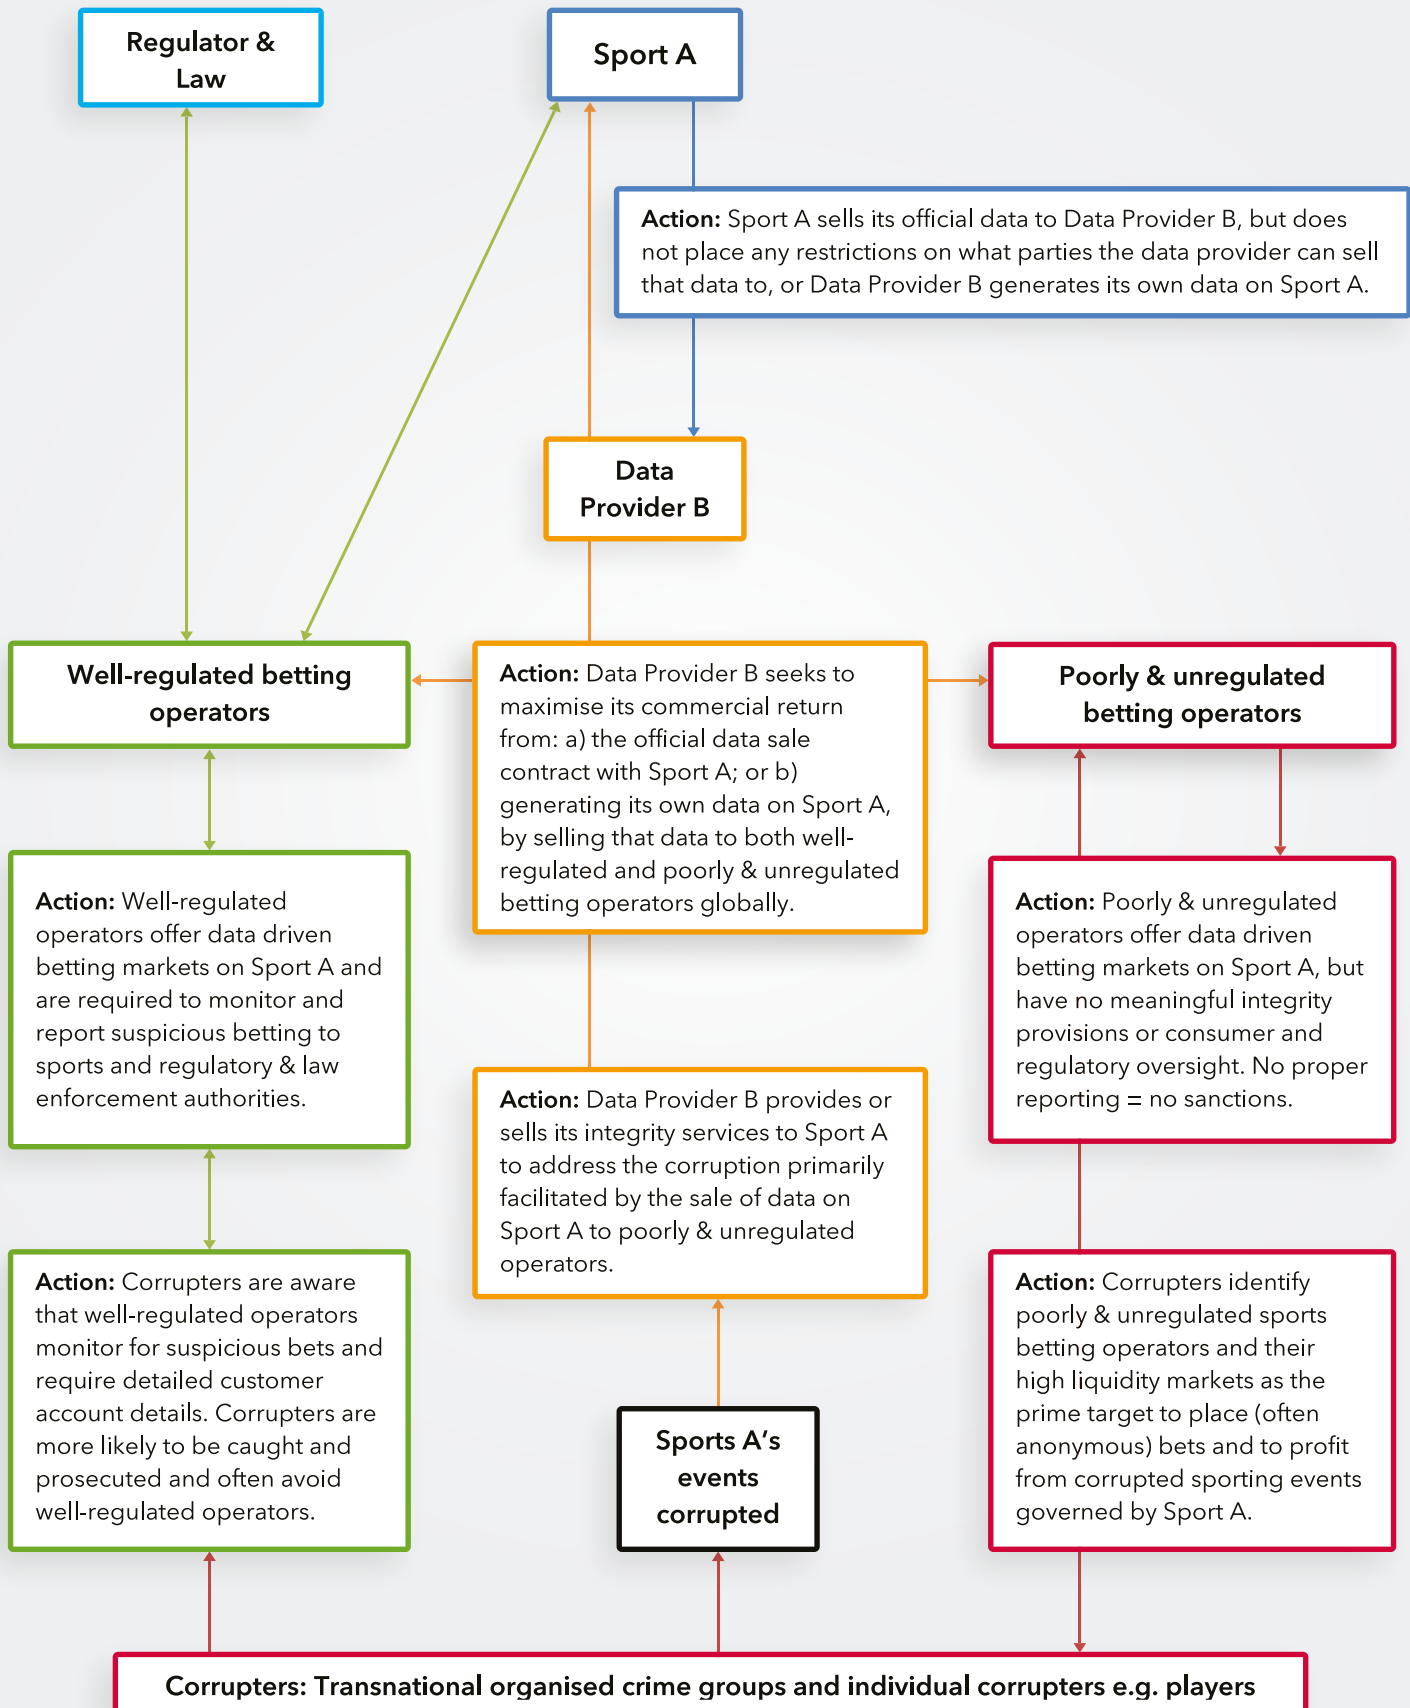 Regulator &
Law
Sport A
Action: Sport A sells its official data to Data Provider B, but does
not place any restrictions on what parties the data provider can sell
that data to, or Data Provider B generates its own data on Sport A.
Data
Provider B
Well-regulated betting
operators
Action: Data Provider B seeks to
maximise its commercial return
from: a) the official data sale
contract with Sport A; or b)
generating its own data on Sport A,
by selling that data to both well-
regulated and poorly & unregulated
betting operators globally.
Poorly & unregulated
betting operators
Action: Well-regulated
operators offer data driven
betting markets on Sport A and
are required to monitor and
report suspicious betting to
sports and regulatory & law
enforcement authorities.
Action: Poorly & unregulated
operators offer data driven
betting markets on Sport A, but
have no meaningful integrity
provisions or consumer and
regulatory oversight. No proper
reporting = no sanctions.
Action: Data Provider B provides or
sells its integrity services to Sport A
to address the corruption primarily
facilitated by the sale of data on
Sport A to poorly & unregulated
operators.
Action: Corrupters are aware
that well-regulated operators
monitor for suspicious bets and
require detailed customer
account details. Corrupters are
more likely to be caught and
prosecuted and often avoid
well-regulated operators.
Sports A’s
events
corrupted
Action: Corrupters identify
poorly & unregulated sports
betting operators and their
high liquidity markets as the
prime target to place (often
anonymous) bets and to profit
from corrupted sporting events
governed by Sport A.
Corrupters: Transnational organised crime groups and individual corrupters e.g. players